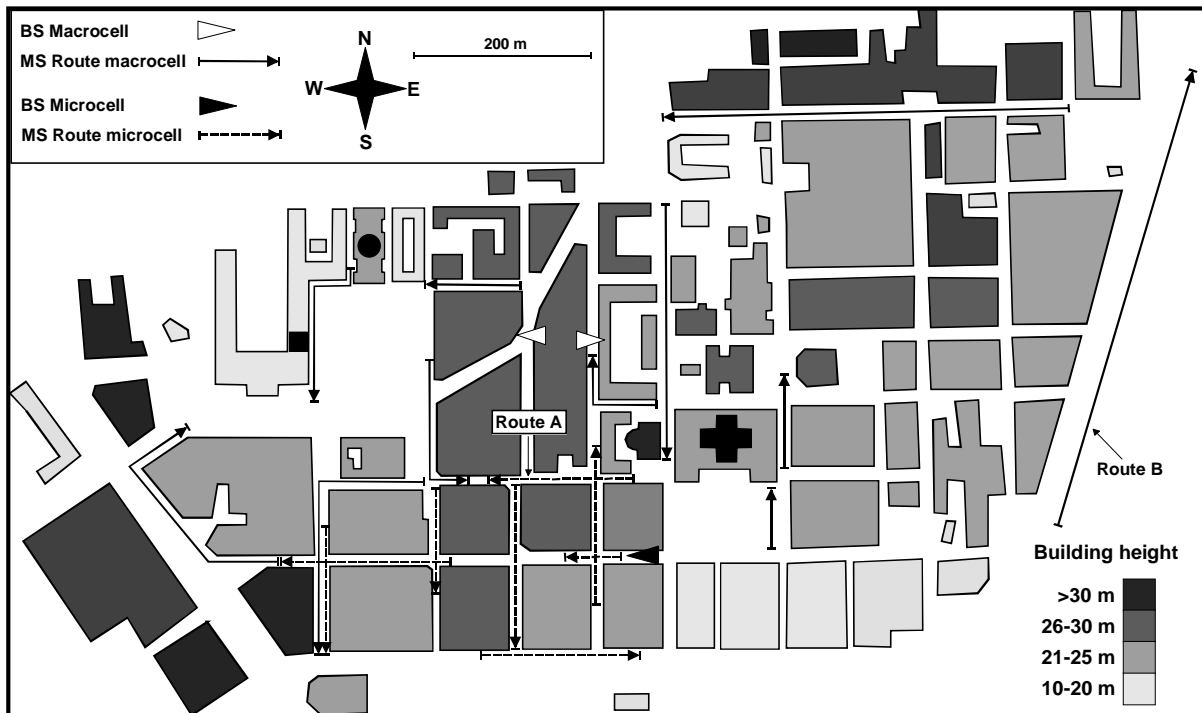 BS Macrocell
MS Route macrocell
BS Microcell
MS Route microcell
N
W
E
S
200 m
Route A
Route B
Building height
>30 m
26-30 m
21-25 m
10-20 m